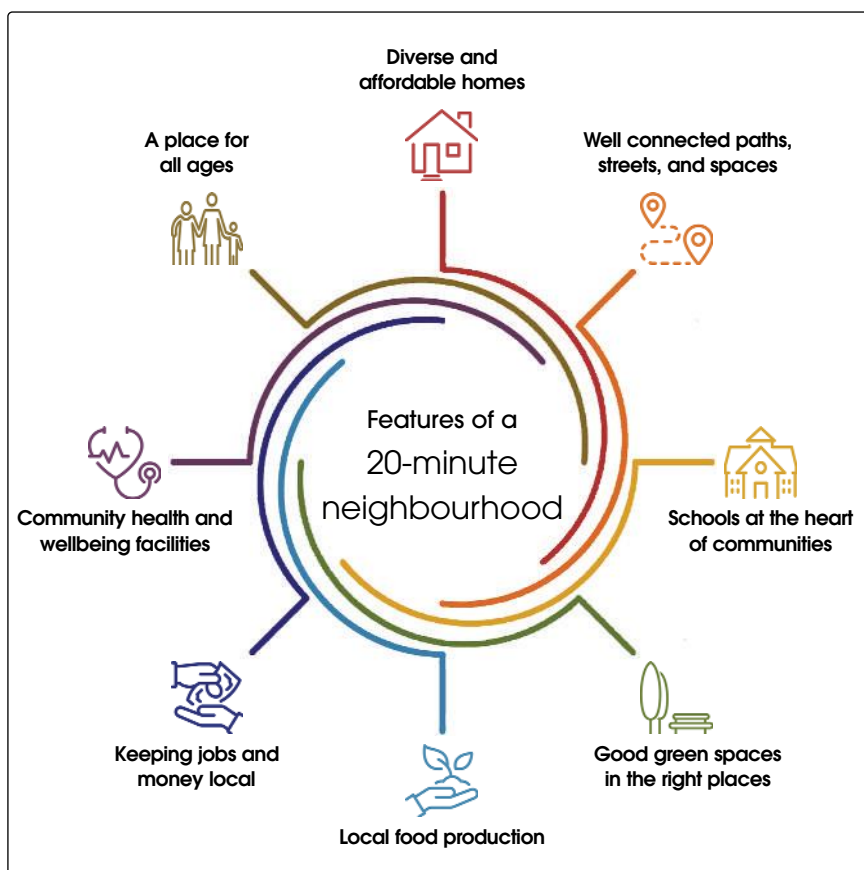 Diverse and
affordable homes
Well connected paths,
streets, and spaces
A place for
all ages
Features of a
20-minute
neighbourhood
Schools at the heart
of communities
Community health and
wellbeing facilities
Good green spaces
in the right places
Keeping jobs and
money local
Local food production